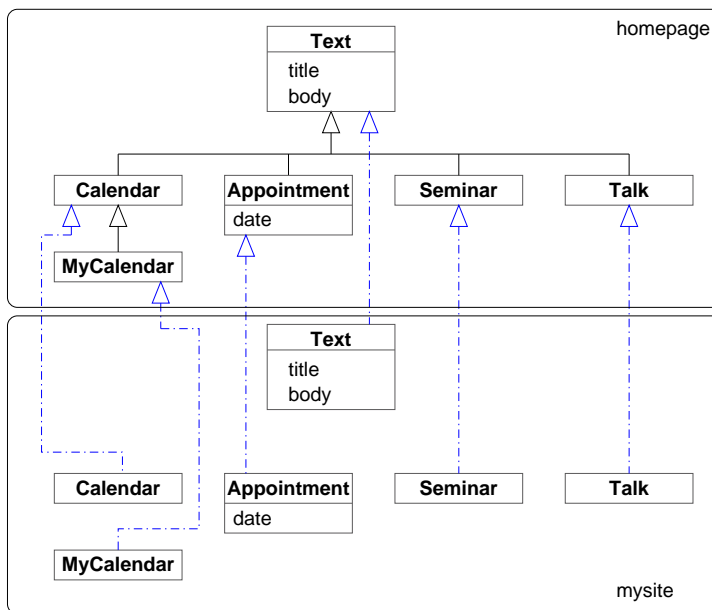 homepage
Text
title
body
Calendar
Appointment
date
Seminar
Talk
MyCalendar
Text
title
body
Calendar
Appointment
date
Seminar
Talk
MyCalendar
mysite